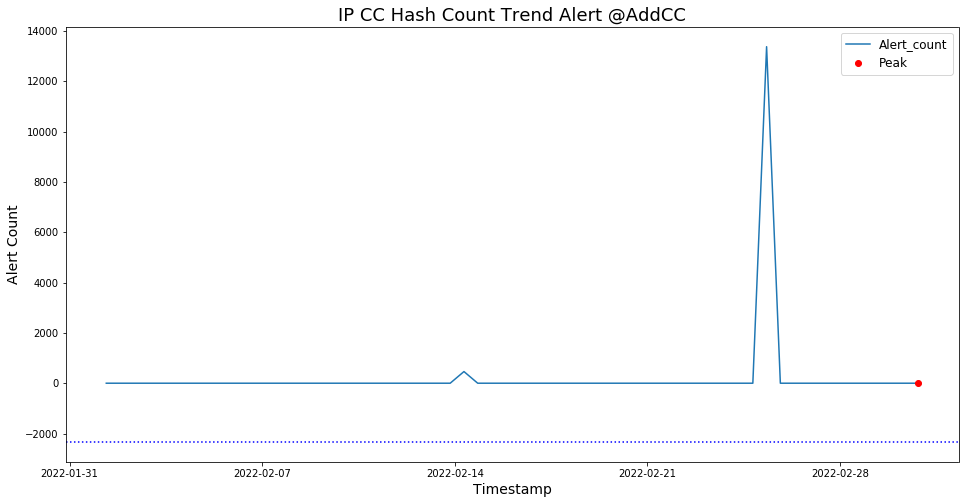 IP CC Hash Count Trend Alert @AddCC
Alert_count
Peak
14000
12000
10000
8000
6000
4000
2000
0
−2000
Alert Count
2022-01-31
2022-02-07
2022-02-14
2022-02-21
2022-02-28
Timestamp